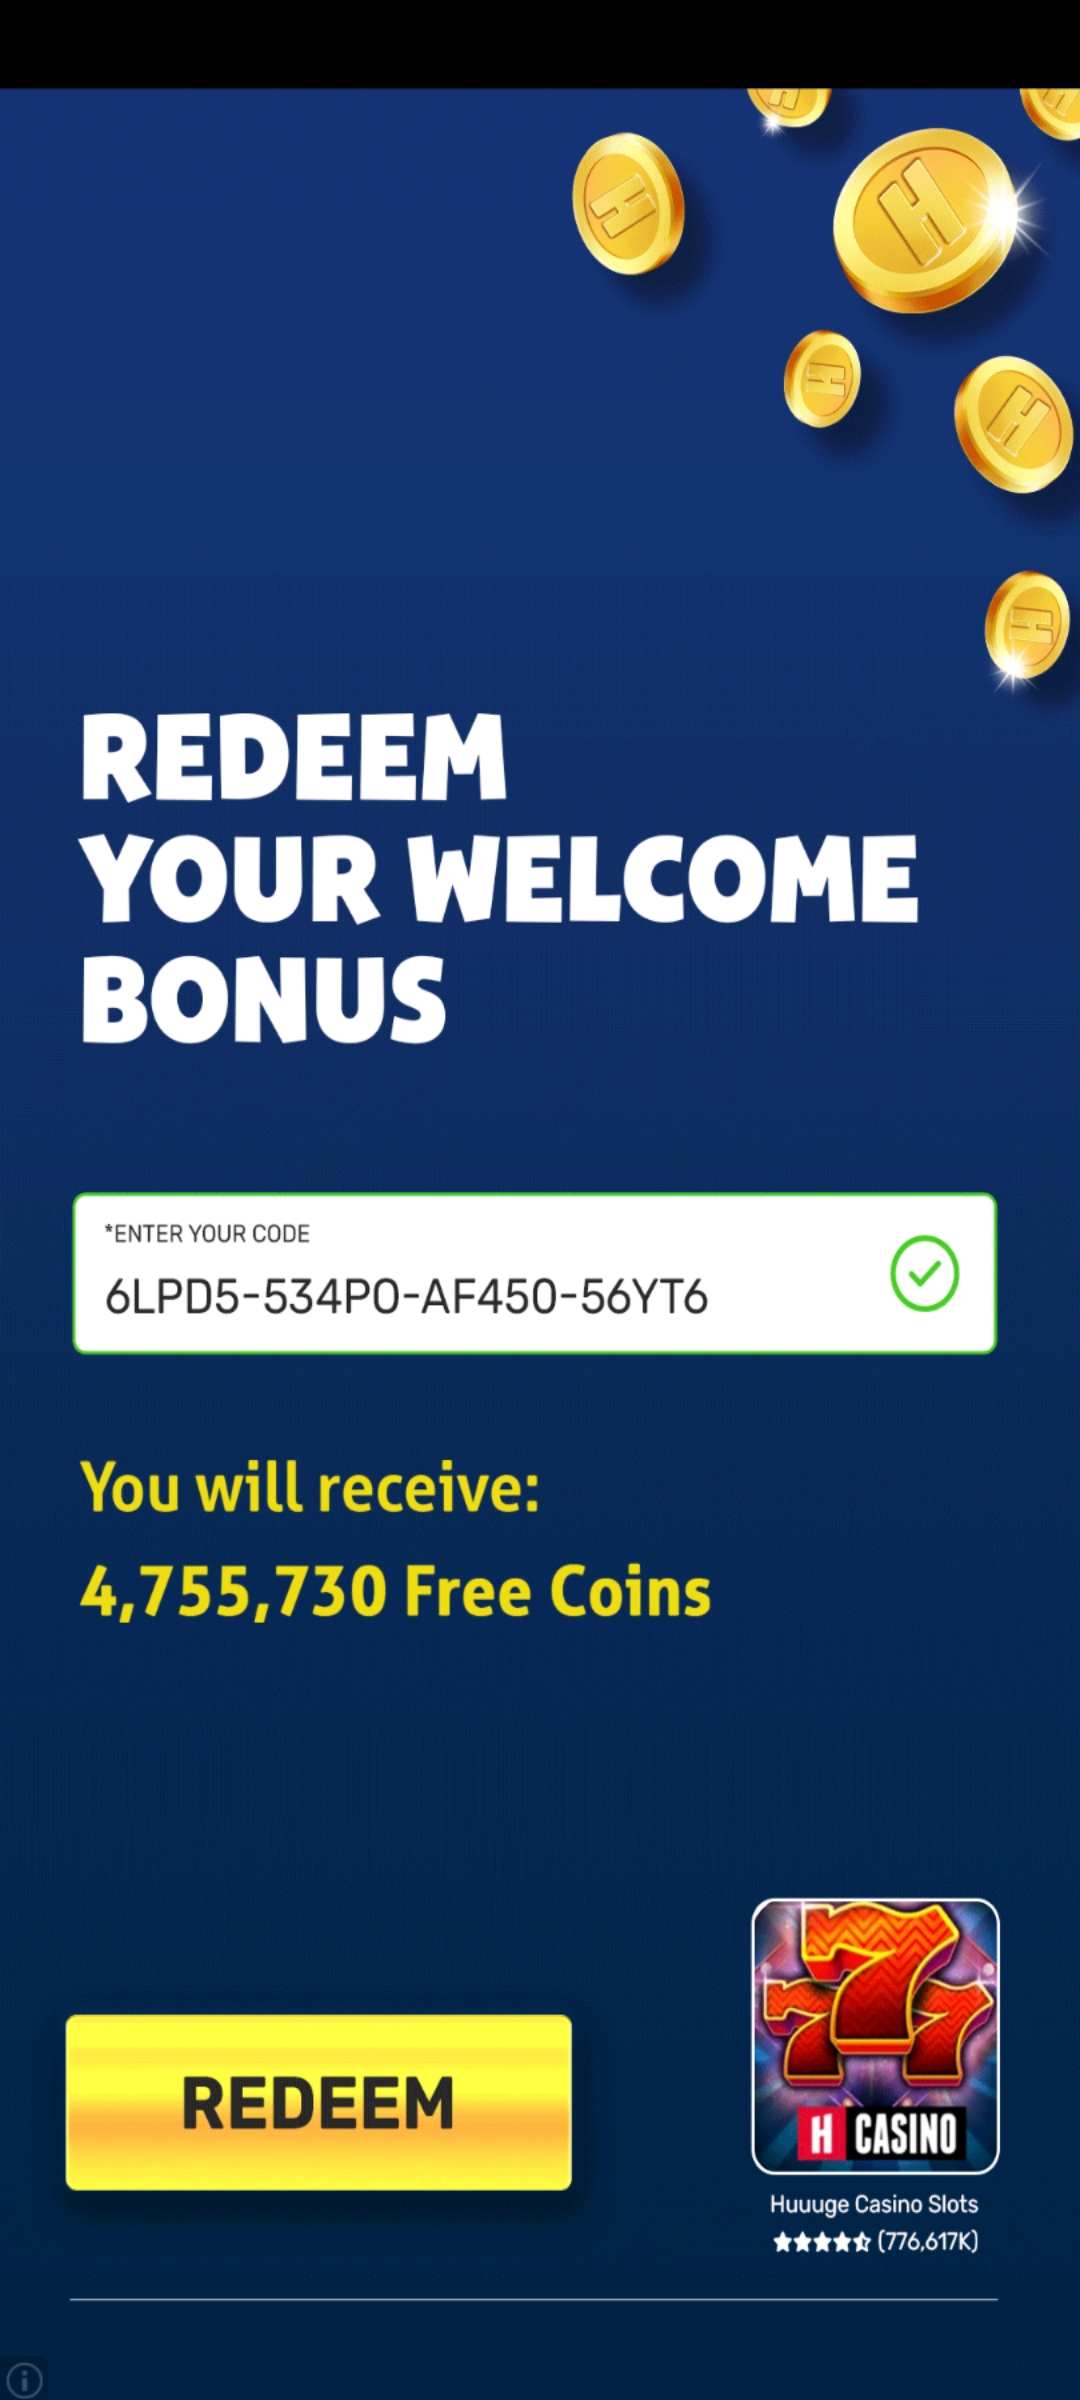 REDEEM
YOUR WELCOME
BONUS
*ENTER YOUR CODE
6LPD5-534PO-AF450-56YT6
You will receive:
4,755,730 Free Coins
REDEEM
H CASINO
Huuuge Casino Slots
(776,617K)